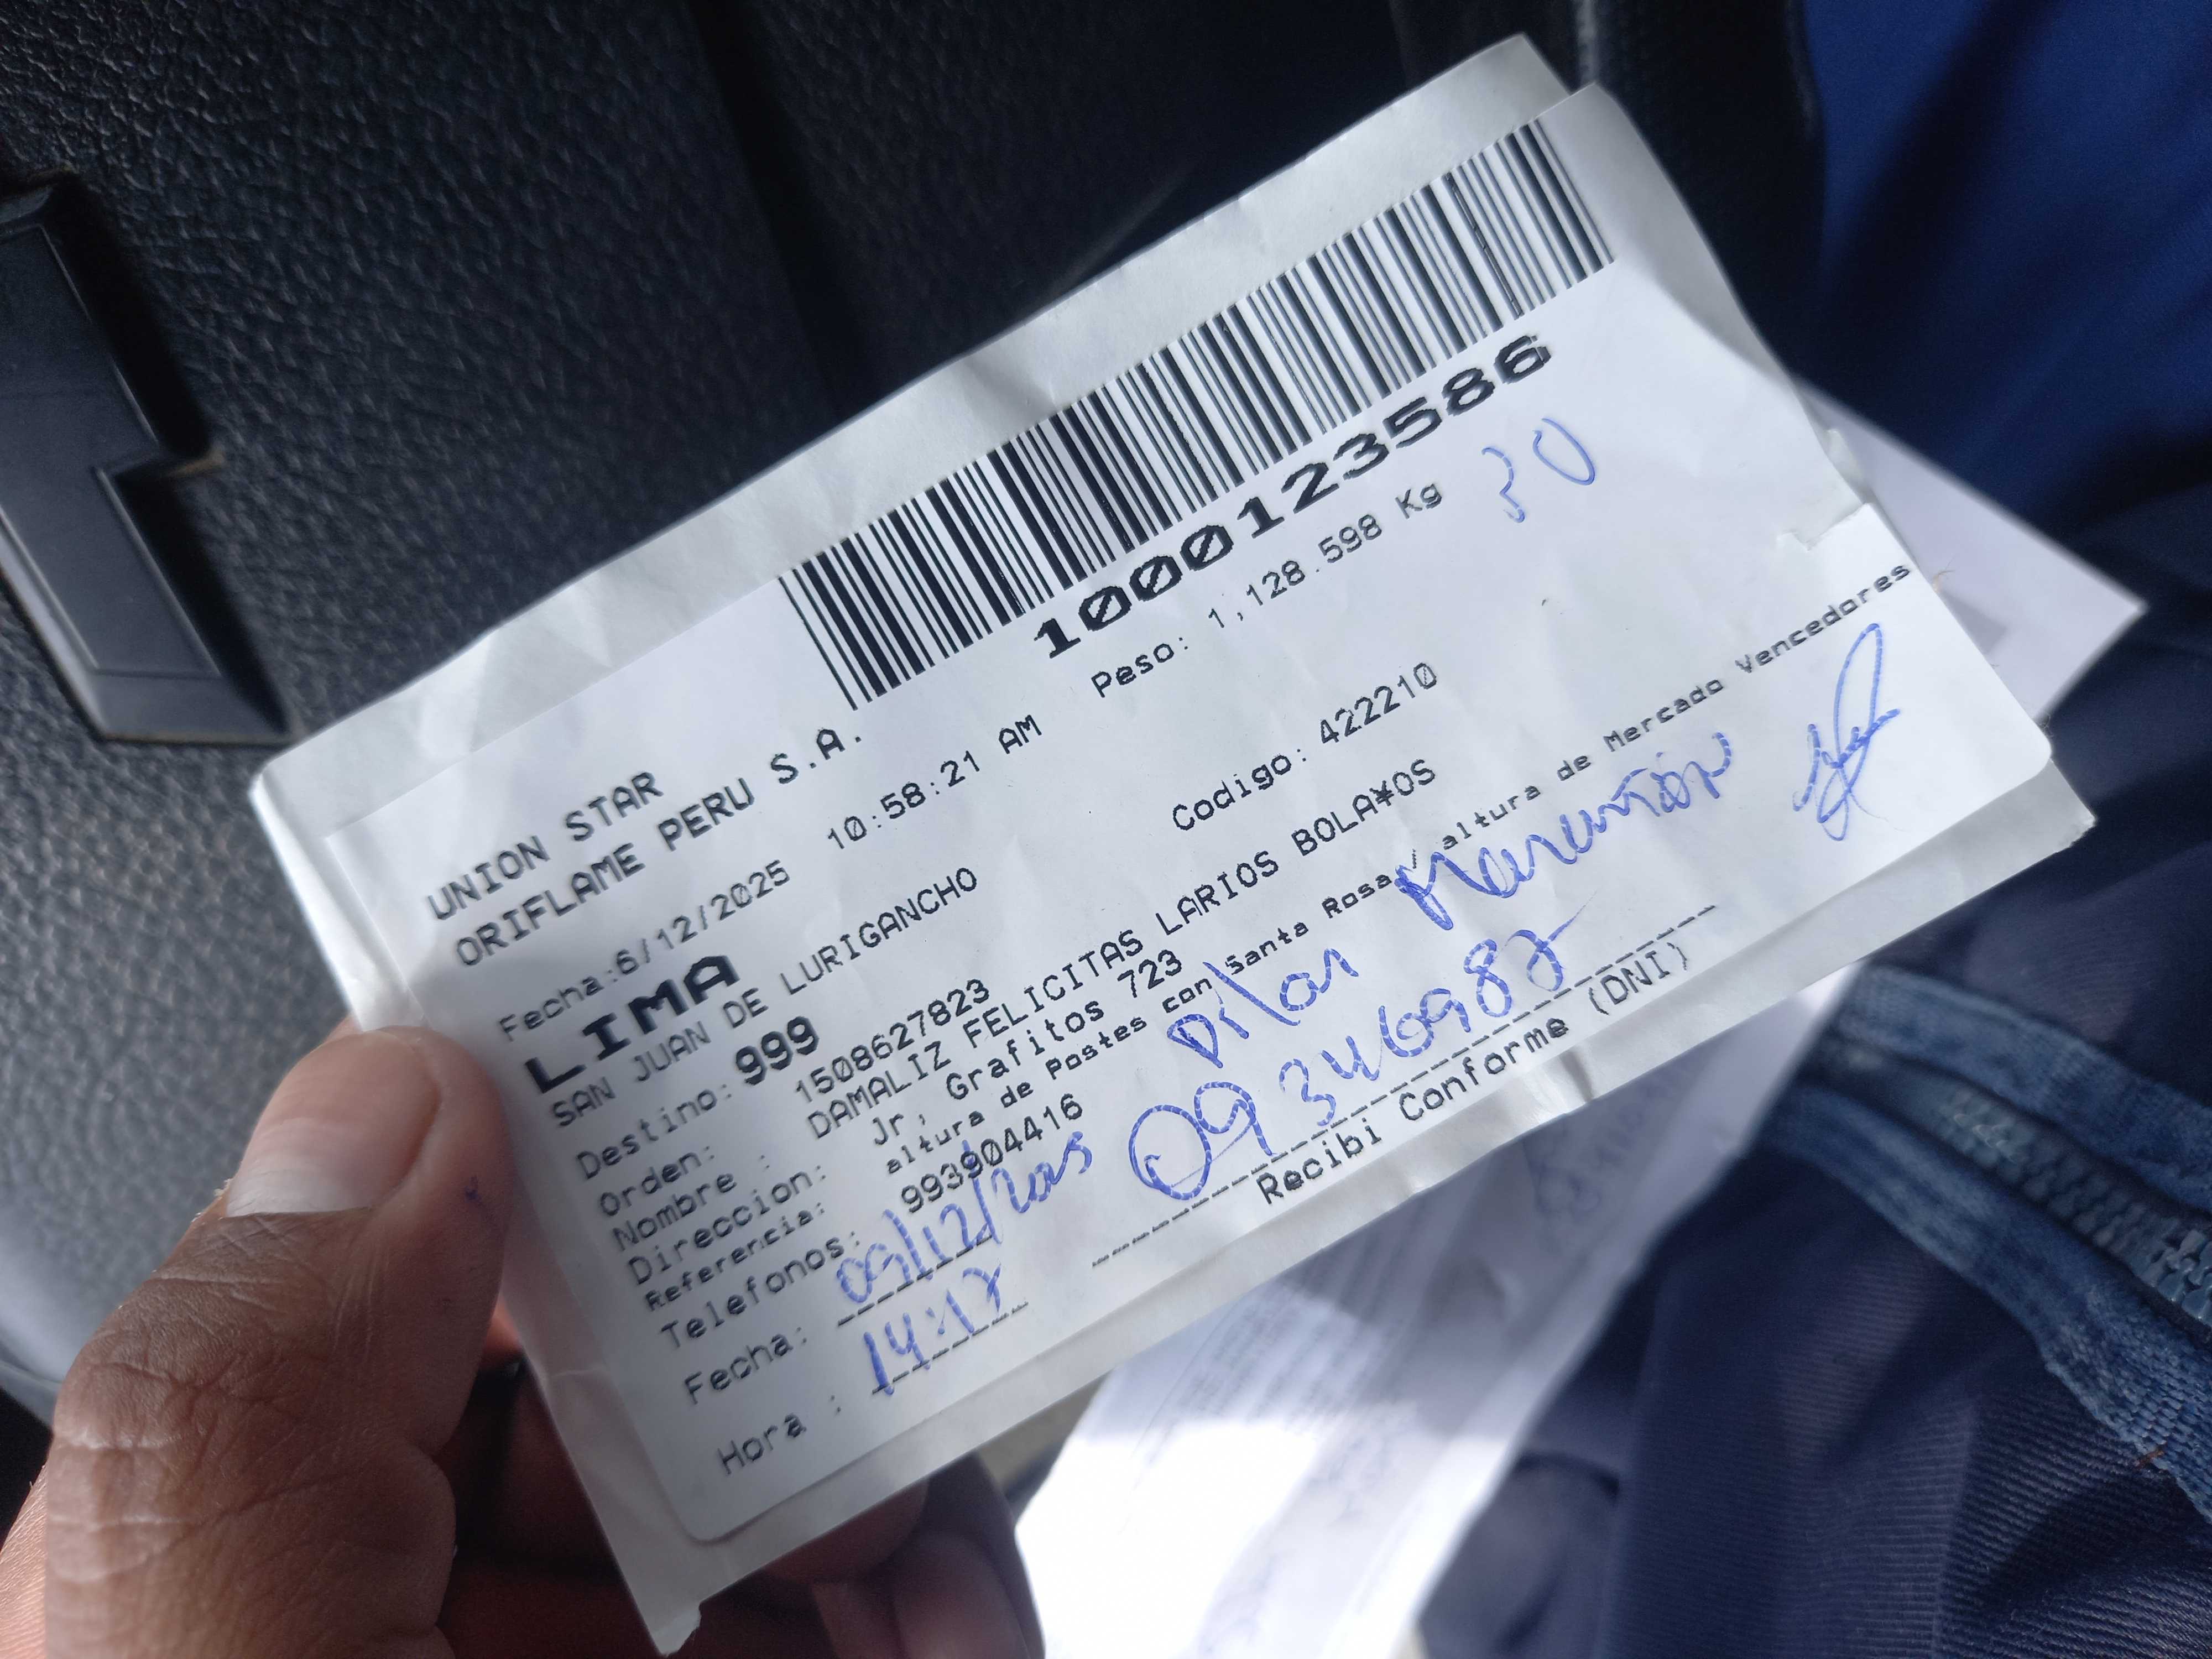 1000123586
UNION STAR
ORIFLAME PERU S.A.
Fecha:6/12/2025 10:58:21 AM Peso: 1,128.598 Kg
LIMA
SAN JUAN DE LURIGANCHO Codigo: 422210
Destino: 999
Orden: 1508627823
Nombre : DAMALIZ FELICITAS LARIOS BOLA¥OS
Direccion: Jr, Grafitos 723
Referencia: altura de Postes con Santa Rosa / altura de Mercado Vencedores
Telefonos: 993904416
Pilar
Fecha: 09/12/2025 09346987
Hora : 14:17 Recibi Conforme (DNI)